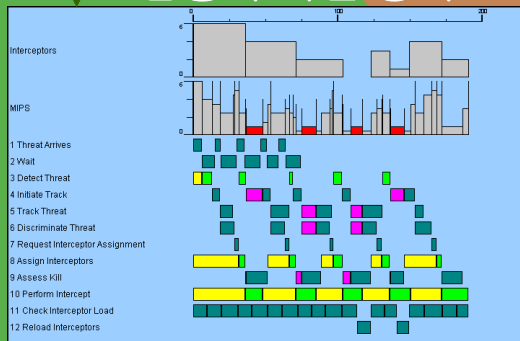 100
200
6
Interceptors
0
6
MIPS
0
1 Threat Arrives
2 Wait
3 Detect Threat
4 Initiate Track
5 Track Threat
6 Discriminate Threat
7 Request Interceptor Assignment
8 Assign Interceptors
9 Assess Kill
10 Perform Intercept
11 Check Interceptor Load
12 Reload Interceptors